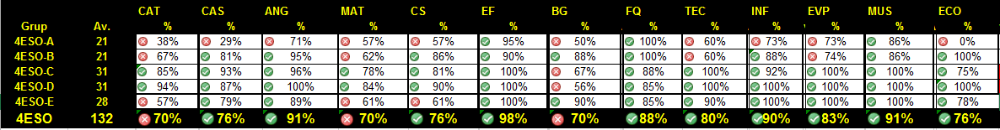 CAT CAS ANG MAT CS EF BG FQ TEC INF EVP MUS ECO
% % % % % % % % % % % % %
Grup Av.
4ESO-A 21 38% 29% 71% 57% 57% 95% 50% 100% 60% 73% 73% 86% 0%
4ESO-B 21 67% 81% 95% 62% 86% 90% 88% 100% 60% 88% 74% 86% 100%
4ESO-C 31 85% 93% 96% 78% 81% 100% 67% 88% 100% 92% 100% 100% 75%
4ESO-D 31 94% 87% 100% 84% 90% 100% 56% 85% 100% 100% 100% 100% 100%
4ESO-E 28 57% 79% 89% 61% 61% 100% 90% 85% 90% 100% 100% 100% 78%
4ESO 132 70% 76% 91% 70% 76% 98% 70% 88% 80% 90% 83% 91% 76%